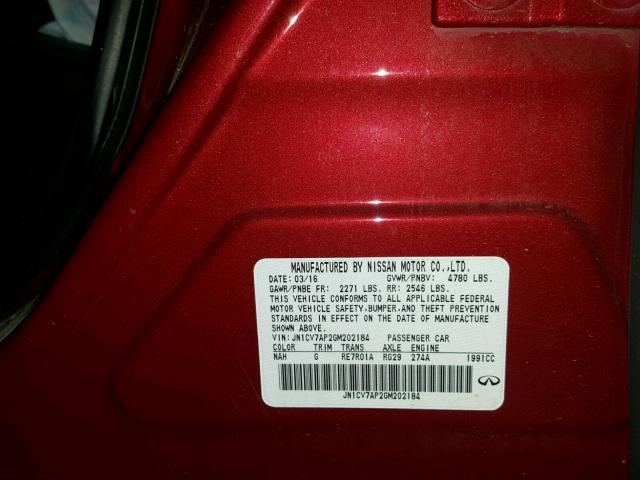 MANUFACTURED BY NISSAN MOTOR CO.,LTD.
DATE: 03/16 GVWR/PNBV: 4780 LBS.
GAWR/PNBE FR: 2271 LBS. RR: 2546 LBS.
THIS VEHICLE CONFORMS TO ALL APPLICABLE FEDERAL
MOTOR VEHICLE SAFETY,BUMPER,AND THEFT PREVENTION
STANDARDS IN EFFECT ON THE DATE OF MANUFACTURE
SHOWN ABOVE.
VIN: JN1CV7AP2GM202184 PASSENGER CAR
COLOR TRIM TRANS AXLE ENGINE
NAH G RE7R01A RG29 274A 1991CC
JN1CV7AP2GM202184